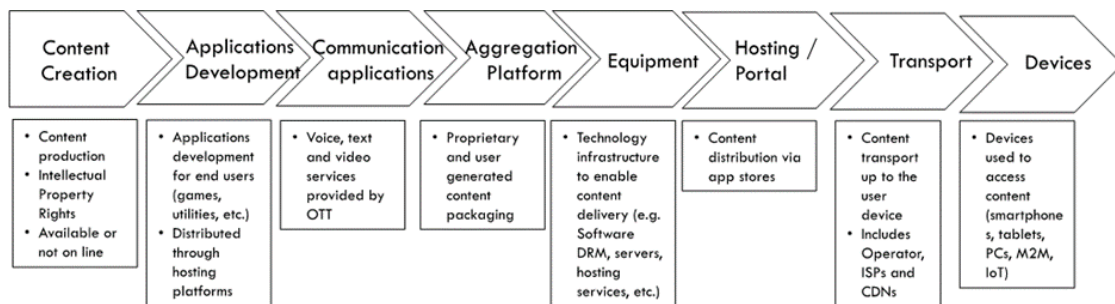 Content
Creation
Applications
Development
Communication
applications
Aggregation
Platform
Equipment
Hosting /
Portal
Transport
Devices
• Content
production
• Intellectual
Property
Rights
• Available or
not on line
• Applications
development
for end users
(games,
utilities, etc.)
• Distributed
through
hosting
platforms
• Voice, text
and video
services
provided by
OTT
• Proprietary
and user
generated
content
packaging
• Technology
infrastructure
to enable
content
delivery (e.g.
Software
DRM, servers,
hosting
services, etc.)
• Content
distribution via
app stores
• Content
transport
up to the
user
device
• Includes
Operator,
ISPs and
CDNs
• Devices
used to
access
content
(smartphone
s, tablets,
PCs, M2M,
IoT)